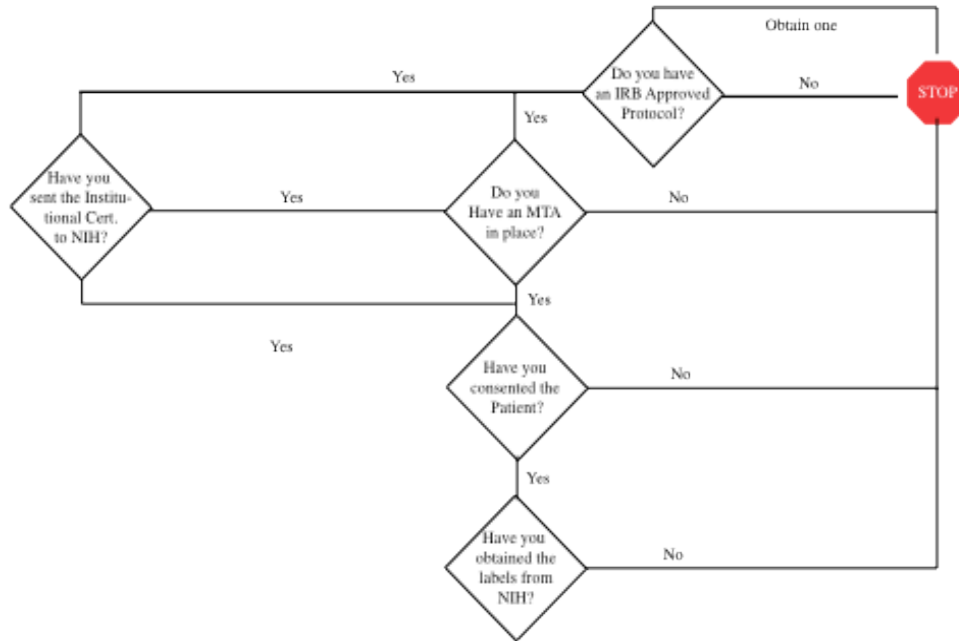 Obtain one
Do you have
an IRB Approved
Protocol?
Yes
No
STOP
Yes
Have you
sent the Institu-
tional Cert.
to NIH?
Yes
Do you
Have an MTA
in place?
No
Yes
Yes
Have you
consented the
Patient?
No
Yes
Have you
obtained the
labels from
NIH?
No